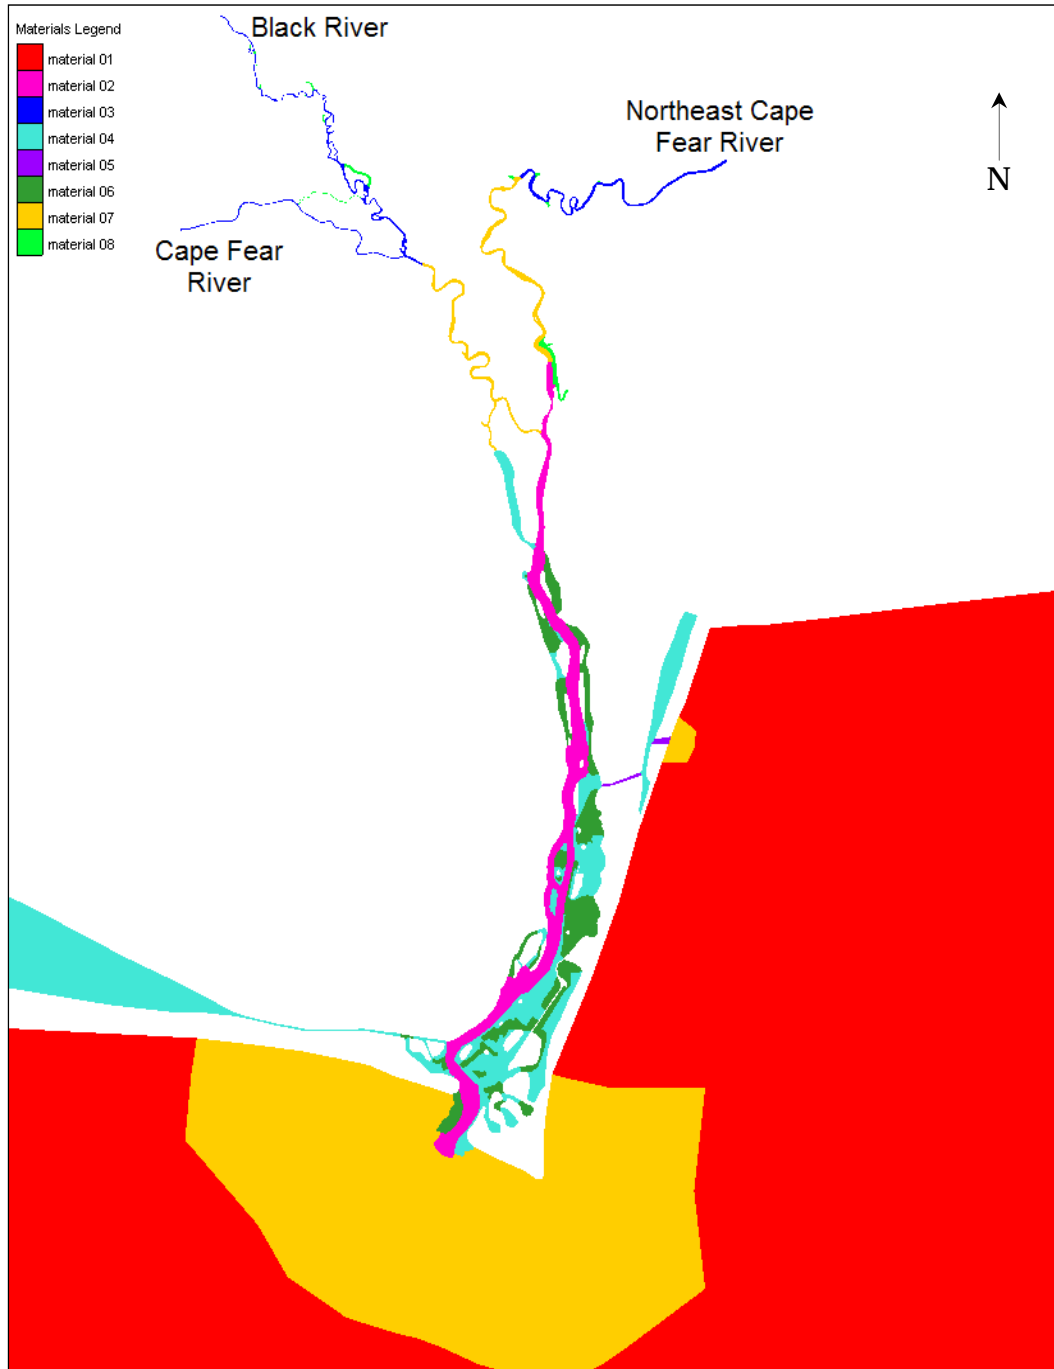 Materials Legend
material 01
material 02
material 03
material 04
material 05
material 06
material 07
material 08
Black River
Northeast Cape
Fear River
N
Cape Fear
River